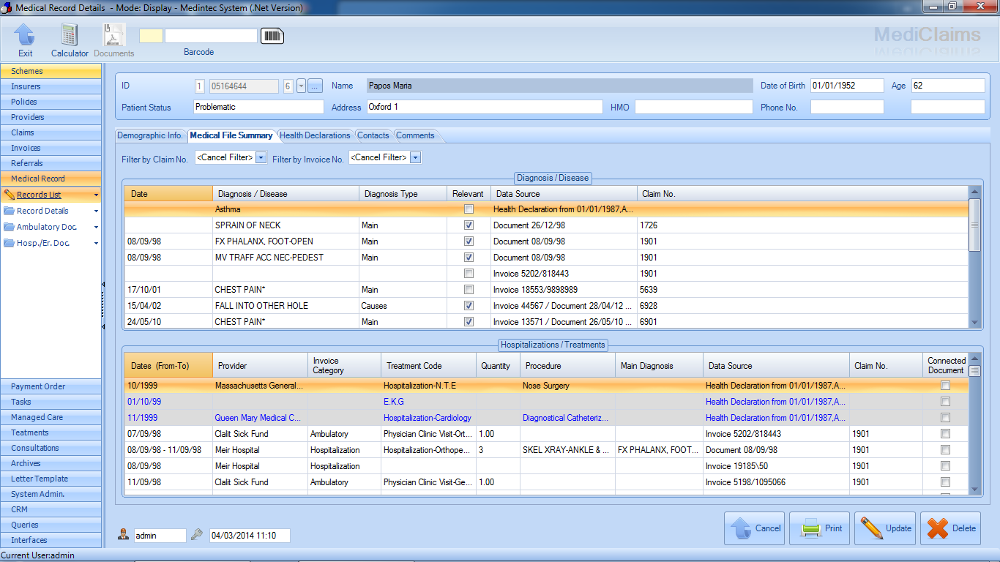 Medical Record Details - Mode: Display - Medintec System (.Net Version)
Exit Calculator Documents Barcode
MediClaims
Schemes
Insurers
Policies
Providers
Claims
Invoices
Referrals
Medical Record
Records List
Record Details
Ambulatory Doc.
Hosp./Er. Doc.
Payment Order
Tasks
Managed Care
Teatments
Consultations
Archives
Letter Template
System Admin.
CRM
Queries
Interfaces
ID 1 05164644 6 ... Name Papos Maria Date of Birth 01/01/1952 Age 62
Patient Status Problematic Address Oxford 1 HMO Phone No.
Demographic Info. Medical File Summary Health Declarations Contacts Comments
Filter by Claim No. <Cancel Filter> Filter by Invoice No. <Cancel Filter>
Diagnosis / Disease
Date Diagnosis / Disease Diagnosis Type Relevant Data Source Claim No.
Asthma Health Declaration from 01/01/1987,A...
SPRAIN OF NECK Main Document 26/12/98 1726
08/09/98 FX PHALANX, FOOT-OPEN Main Document 08/09/98 1901
08/09/98 MV TRAFF ACC NEC-PEDEST Main Document 08/09/98 1901
Invoice 5202/818443 1901
17/10/01 CHEST PAIN* Main Invoice 18553/9898989 5639
15/04/02 FALL INTO OTHER HOLE Causes Invoice 44567 / Document 28/04/12 ... 6928
24/05/10 CHEST PAIN* Main Invoice 13571 / Document 26/05/10 ... 6901
Hospitalizations / Treatments
Dates (From-To) Provider Invoice Category Treatment Code Quantity Procedure Main Diagnosis Data Source Claim No. Connected Document
10/1999 Massachusetts General... Hospitalization-N.T.E Nose Surgery Health Declaration from 01/01/1987,A...
01/10/99 E.K.G Health Declaration from 01/01/1987,A...
11/1999 Queen Mary Medical C... Hospitalization-Cardiology Diagnostical Catheteriz... Health Declaration from 01/01/1987,A...
07/09/98 Clalit Sick Fund Ambulatory Physician Clinic Visit-Ort... 1.00 Invoice 5202/818443 1901
08/09/98 - 11/09/98 Meir Hospital Hospitalization Hospitalization-Orthope... 3 SKEL XRAY-ANKLE & ... FX PHALANX, FOOT... Document 08/09/98 1901
08/09/98 Meir Hospital Hospitalization Invoice 19185\50 1901
11/09/98 Clalit Sick Fund Ambulatory Physician Clinic Visit-Ge... 1.00 Invoice 5198/1095066 1901
admin 04/03/2014 11:10 Cancel Print Update Delete
Current User:admin